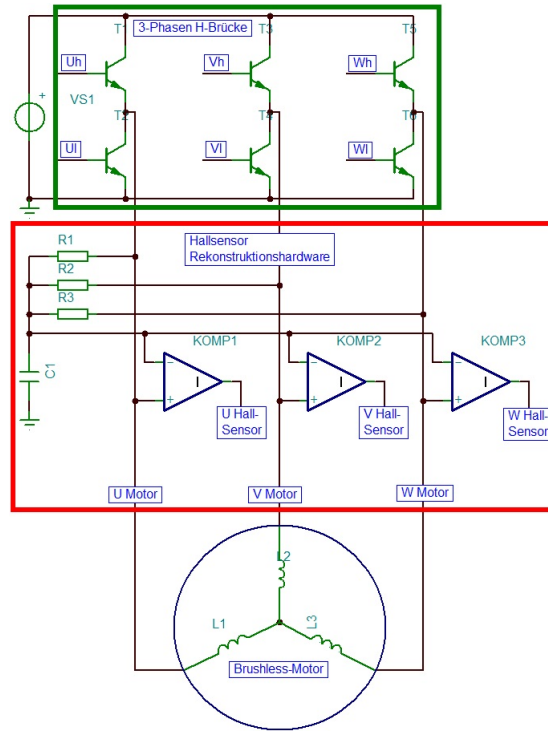 T1
3-Phasen H-Brücke
T3
T5
Uh
Vh
Wh
+
VS1
T2
T4
T6
Ul
Vl
Wl
R1
Hallsensor
Rekonstruktionshardware
R2
R3
KOMP1
KOMP2
KOMP3
C1
I
I
I
U Hall-
Sensor
V Hall-
Sensor
W Hall-
Sensor
U Motor
V Motor
W Motor
L2
L1
L3
Brushless-Motor